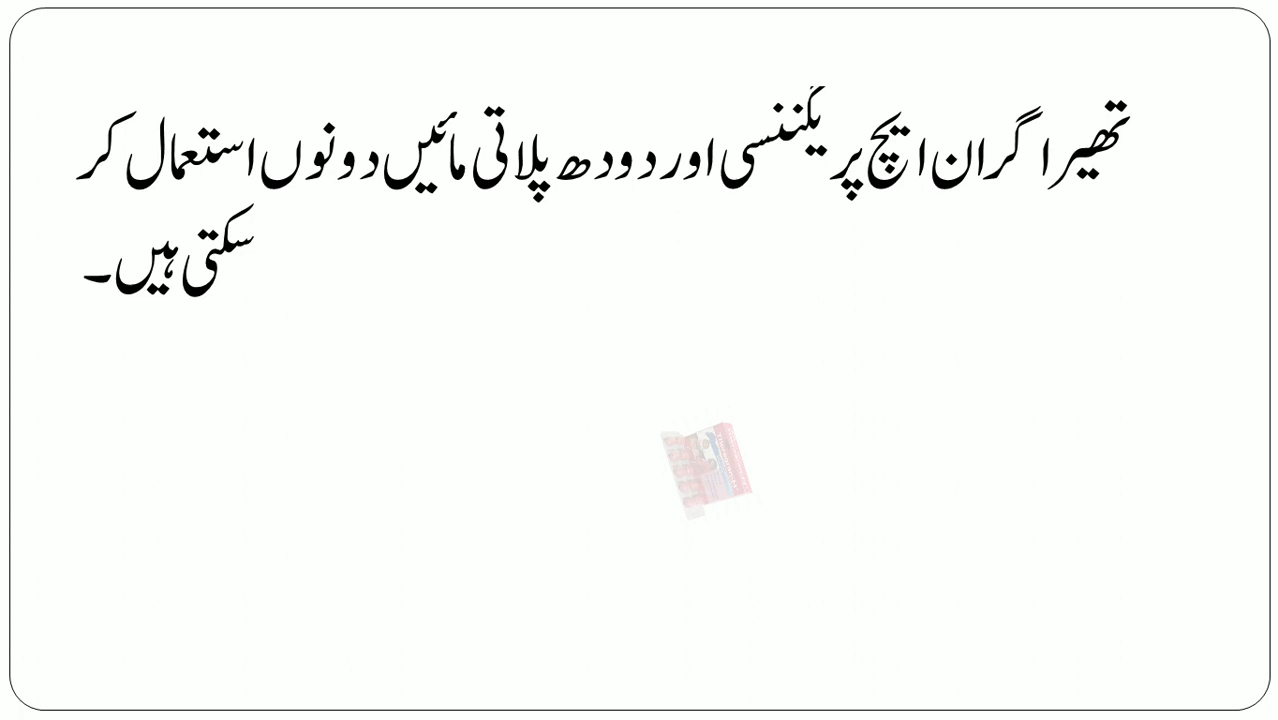 تھیرا گران ایچ پریگننسی اور دودھ پلاتی مائیں دونوں استعمال کر
سکتی ہیں۔